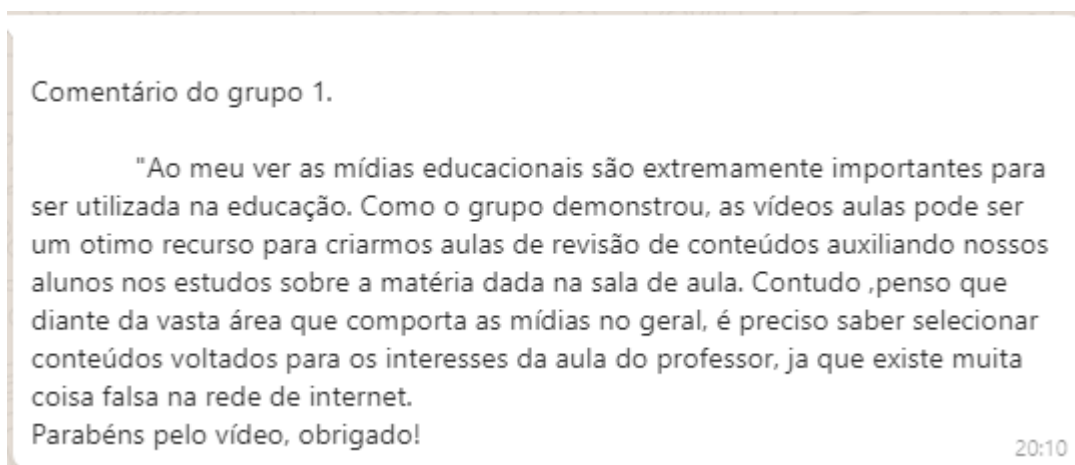 Comentário do grupo 1.
"Ao meu ver as mídias educacionais são extremamente importantes para
ser utilizada na educação. Como o grupo demonstrou, as vídeos aulas pode ser
um otimo recurso para criarmos aulas de revisão de conteúdos auxiliando nossos
alunos nos estudos sobre a matéria dada na sala de aula. Contudo ,penso que
diante da vasta área que comporta as mídias no geral, é preciso saber selecionar
conteúdos voltados para os interesses da aula do professor, ja que existe muita
coisa falsa na rede de internet.
Parabéns pelo vídeo, obrigado!
20:10